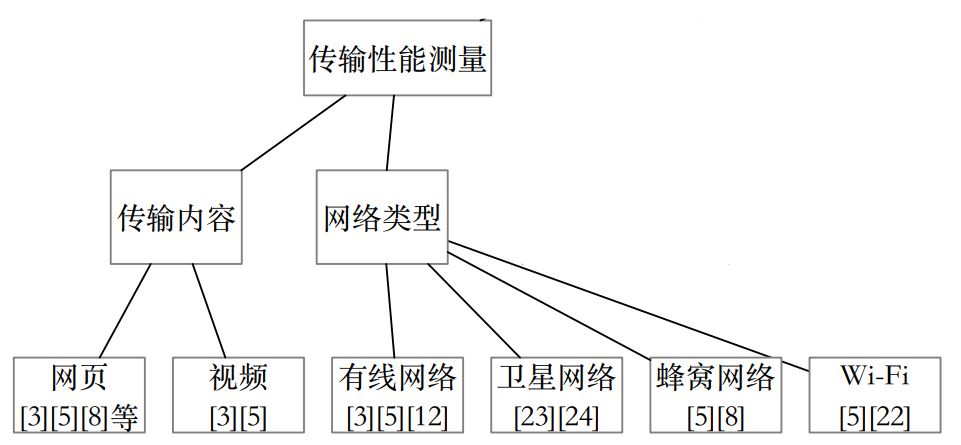 传输性能测量
传输内容
网络类型
网页
[3][5][8]等
视频
[3][5]
有线网络
[3][5][12]
卫星网络
[23][24]
蜂窝网络
[5][8]
Wi-Fi
[5][22]